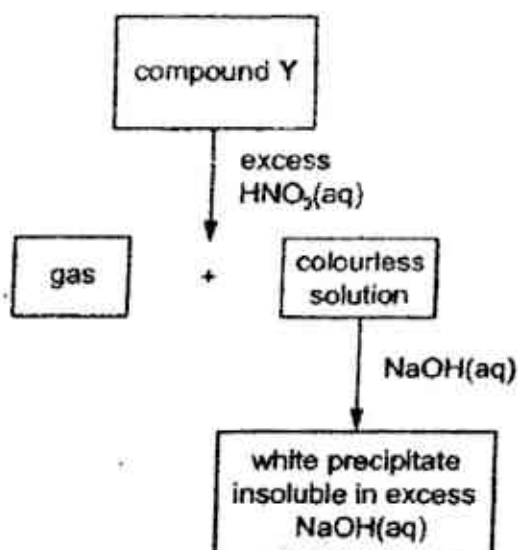 compound Y
excess
HNO₃(aq)
gas
+
colourless
solution
NaOH(aq)
white precipitate
insoluble in excess
NaOH(aq)